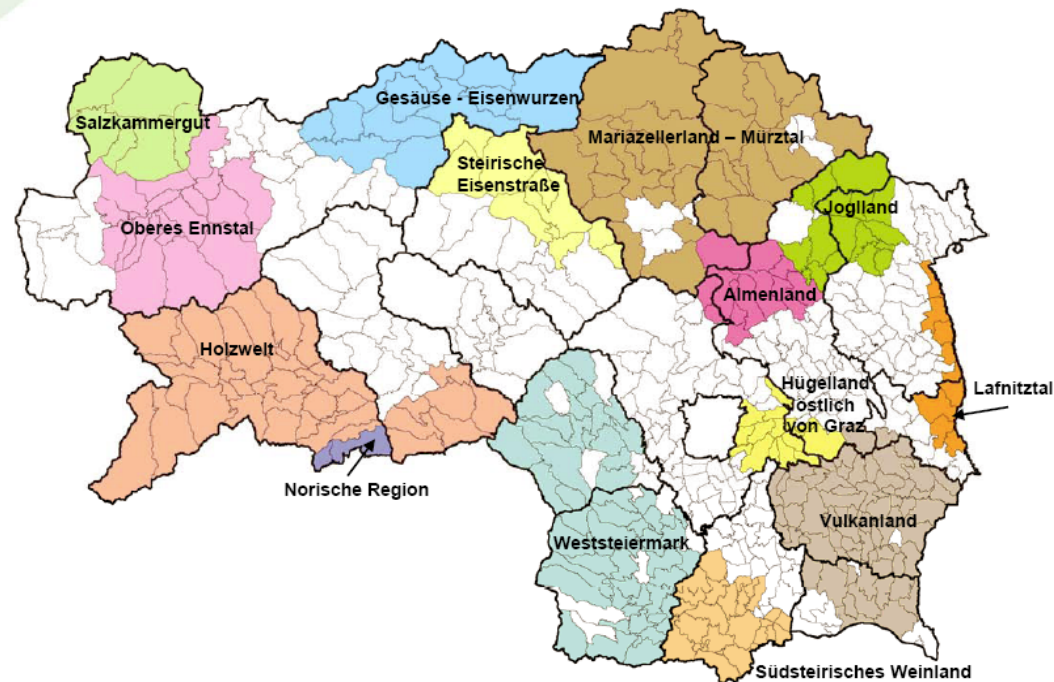 Salzkammergut
Gesäuse - Eisenwurzen
Mariazellerland – Mürztal
Steirische
Eisenstraße
Joglland
Oberes Ennstal
Almenland
Holzwelt
Hügelland
östlich
von Graz
Lafnitztal
Norische Region
Vulkanland
Weststeiermark
Südsteirisches Weinland